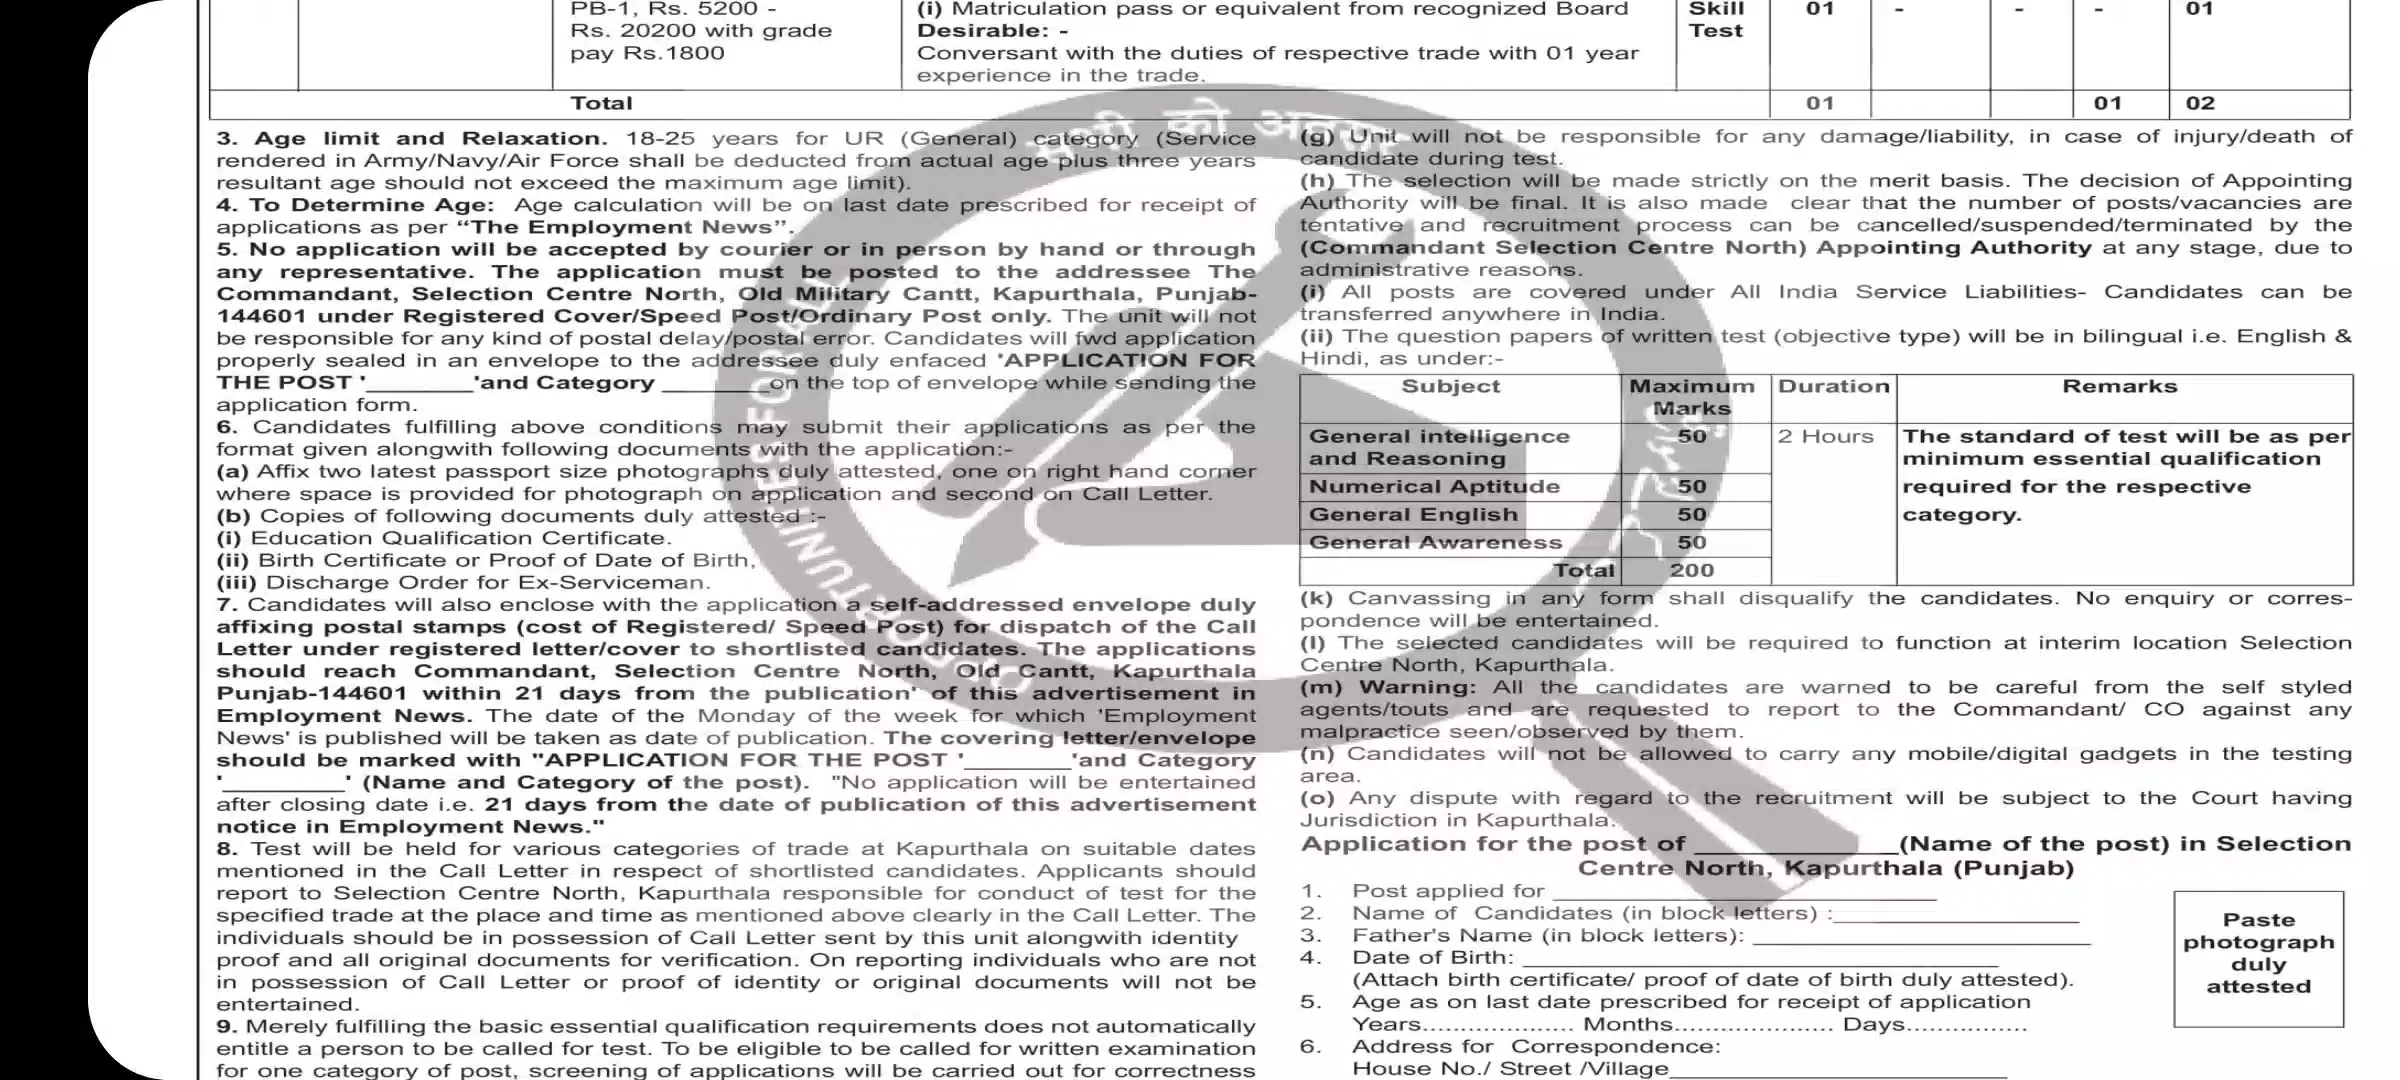 PB-1, Rs. 5200 -
Rs. 20200 with grade
pay Rs.1800
(i) Matriculation pass or equivalent from recognized Board
Desirable: -
Conversant with the duties of respective trade with 01 year
experience in the trade.
Skill
Test
01 - - - 01
Total 01 01 02
3. Age limit and Relaxation. 18-25 years for UR (General) category (Service
rendered in Army/Navy/Air Force shall be deducted from actual age plus three years
resultant age should not exceed the maximum age limit).
4. To Determine Age: Age calculation will be on last date prescribed for receipt of
applications as per “The Employment News”.
5. No application will be accepted by courier or in person by hand or through
any representative. The application must be posted to the addressee The
Commandant, Selection Centre North, Old Military Cantt, Kapurthala, Punjab-
144601 under Registered Cover/Speed Post/Ordinary Post only. The unit will not
be responsible for any kind of postal delay/postal error. Candidates will fwd application
properly sealed in an envelope to the addressee duly enfaced 'APPLICATION FOR
THE POST '________'and Category ________on the top of envelope while sending the
application form.
6. Candidates fulfilling above conditions may submit their applications as per the
format given alongwith following documents with the application:-
(a) Affix two latest passport size photographs duly attested, one on right hand corner
where space is provided for photograph on application and second on Call Letter.
(b) Copies of following documents duly attested :-
(i) Education Qualification Certificate.
(ii) Birth Certificate or Proof of Date of Birth,
(iii) Discharge Order for Ex-Serviceman.
7. Candidates will also enclose with the application a self-addressed envelope duly
affixing postal stamps (cost of Registered/ Speed Post) for dispatch of the Call
Letter under registered letter/cover to shortlisted candidates. The applications
should reach Commandant, Selection Centre North, Old Cantt, Kapurthala
Punjab-144601 within 21 days from the publication' of this advertisement in
Employment News. The date of the Monday of the week for which 'Employment
News' is published will be taken as date of publication. The covering letter/envelope
should be marked with "APPLICATION FOR THE POST '________'and Category
'_________' (Name and Category of the post). "No application will be entertained
after closing date i.e. 21 days from the date of publication of this advertisement
notice in Employment News."
8. Test will be held for various categories of trade at Kapurthala on suitable dates
mentioned in the Call Letter in respect of shortlisted candidates. Applicants should
report to Selection Centre North, Kapurthala responsible for conduct of test for the
specified trade at the place and time as mentioned above clearly in the Call Letter. The
individuals should be in possession of Call Letter sent by this unit alongwith identity
proof and all original documents for verification. On reporting individuals who are not
in possession of Call Letter or proof of identity or original documents will not be
entertained.
9. Merely fulfilling the basic essential qualification requirements does not automatically
entitle a person to be called for test. To be eligible to be called for written examination
for one category of post, screening of applications will be carried out for correctness
(g) Unit will not be responsible for any damage/liability, in case of injury/death of
candidate during test.
(h) The selection will be made strictly on the merit basis. The decision of Appointing
Authority will be final. It is also made clear that the number of posts/vacancies are
tentative and recruitment process can be cancelled/suspended/terminated by the
(Commandant Selection Centre North) Appointing Authority at any stage, due to
administrative reasons.
(i) All posts are covered under All India Service Liabilities- Candidates can be
transferred anywhere in India.
(ii) The question papers of written test (objective type) will be in bilingual i.e. English &
Hindi, as under:-
Subject Maximum Duration Remarks
Marks
General intelligence 50 2 Hours The standard of test will be as per
and Reasoning minimum essential qualification
Numerical Aptitude 50 required for the respective
General English 50 category.
General Awareness 50
Total 200
(k) Canvassing in any form shall disqualify the candidates. No enquiry or corres-
pondence will be entertained.
(l) The selected candidates will be required to function at interim location Selection
Centre North, Kapurthala.
(m) Warning: All the candidates are warned to be careful from the self styled
agents/touts and are requested to report to the Commandant/ CO against any
malpractice seen/observed by them.
(n) Candidates will not be allowed to carry any mobile/digital gadgets in the testing
area.
(o) Any dispute with regard to the recruitment will be subject to the Court having
Jurisdiction in Kapurthala.
Application for the post of ______________(Name of the post) in Selection
Centre North, Kapurthala (Punjab)
1. Post applied for ____________________________
2. Name of Candidates (in block letters) :__________________
3. Father's Name (in block letters): _________________________
4. Date of Birth: ___________________________________
(Attach birth certificate/ proof of date of birth duly attested).
5. Age as on last date prescribed for receipt of application
Years.................... Months..................... Days................
6. Address for Correspondence:
House No./ Street /Village_________________________
Paste
photograph
duly
attested
सभी को अवसर
OPPORTUNITIES FOR ALL